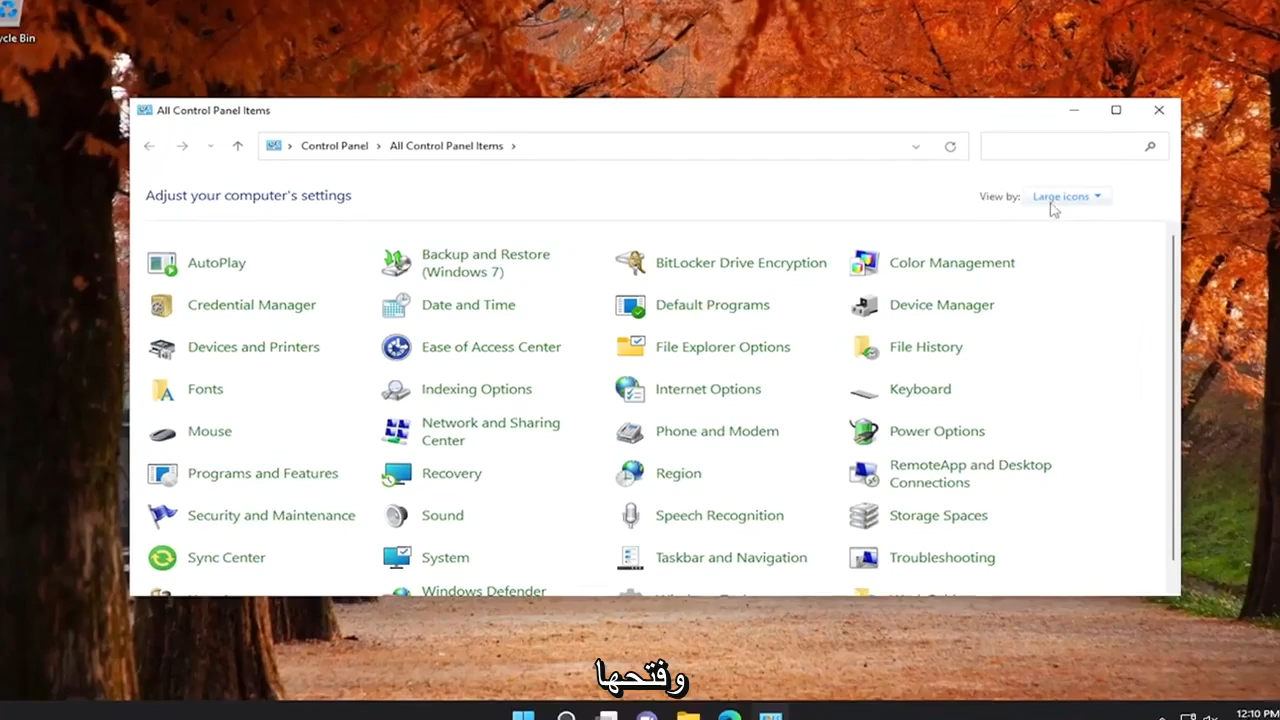 cle Bin
All Control Panel Items
Control Panel › All Control Panel Items ›
Adjust your computer's settings
View by: Large icons
AutoPlay
Backup and Restore
(Windows 7)
BitLocker Drive Encryption
Color Management
Credential Manager
Date and Time
Default Programs
Device Manager
Devices and Printers
Ease of Access Center
File Explorer Options
File History
Fonts
Indexing Options
Internet Options
Keyboard
Mouse
Network and Sharing
Center
Phone and Modem
Power Options
Programs and Features
Recovery
Region
RemoteApp and Desktop
Connections
Security and Maintenance
Sound
Speech Recognition
Storage Spaces
Sync Center
System
Taskbar and Navigation
Troubleshooting
Windows Defender
وفتحها
12:10 PM